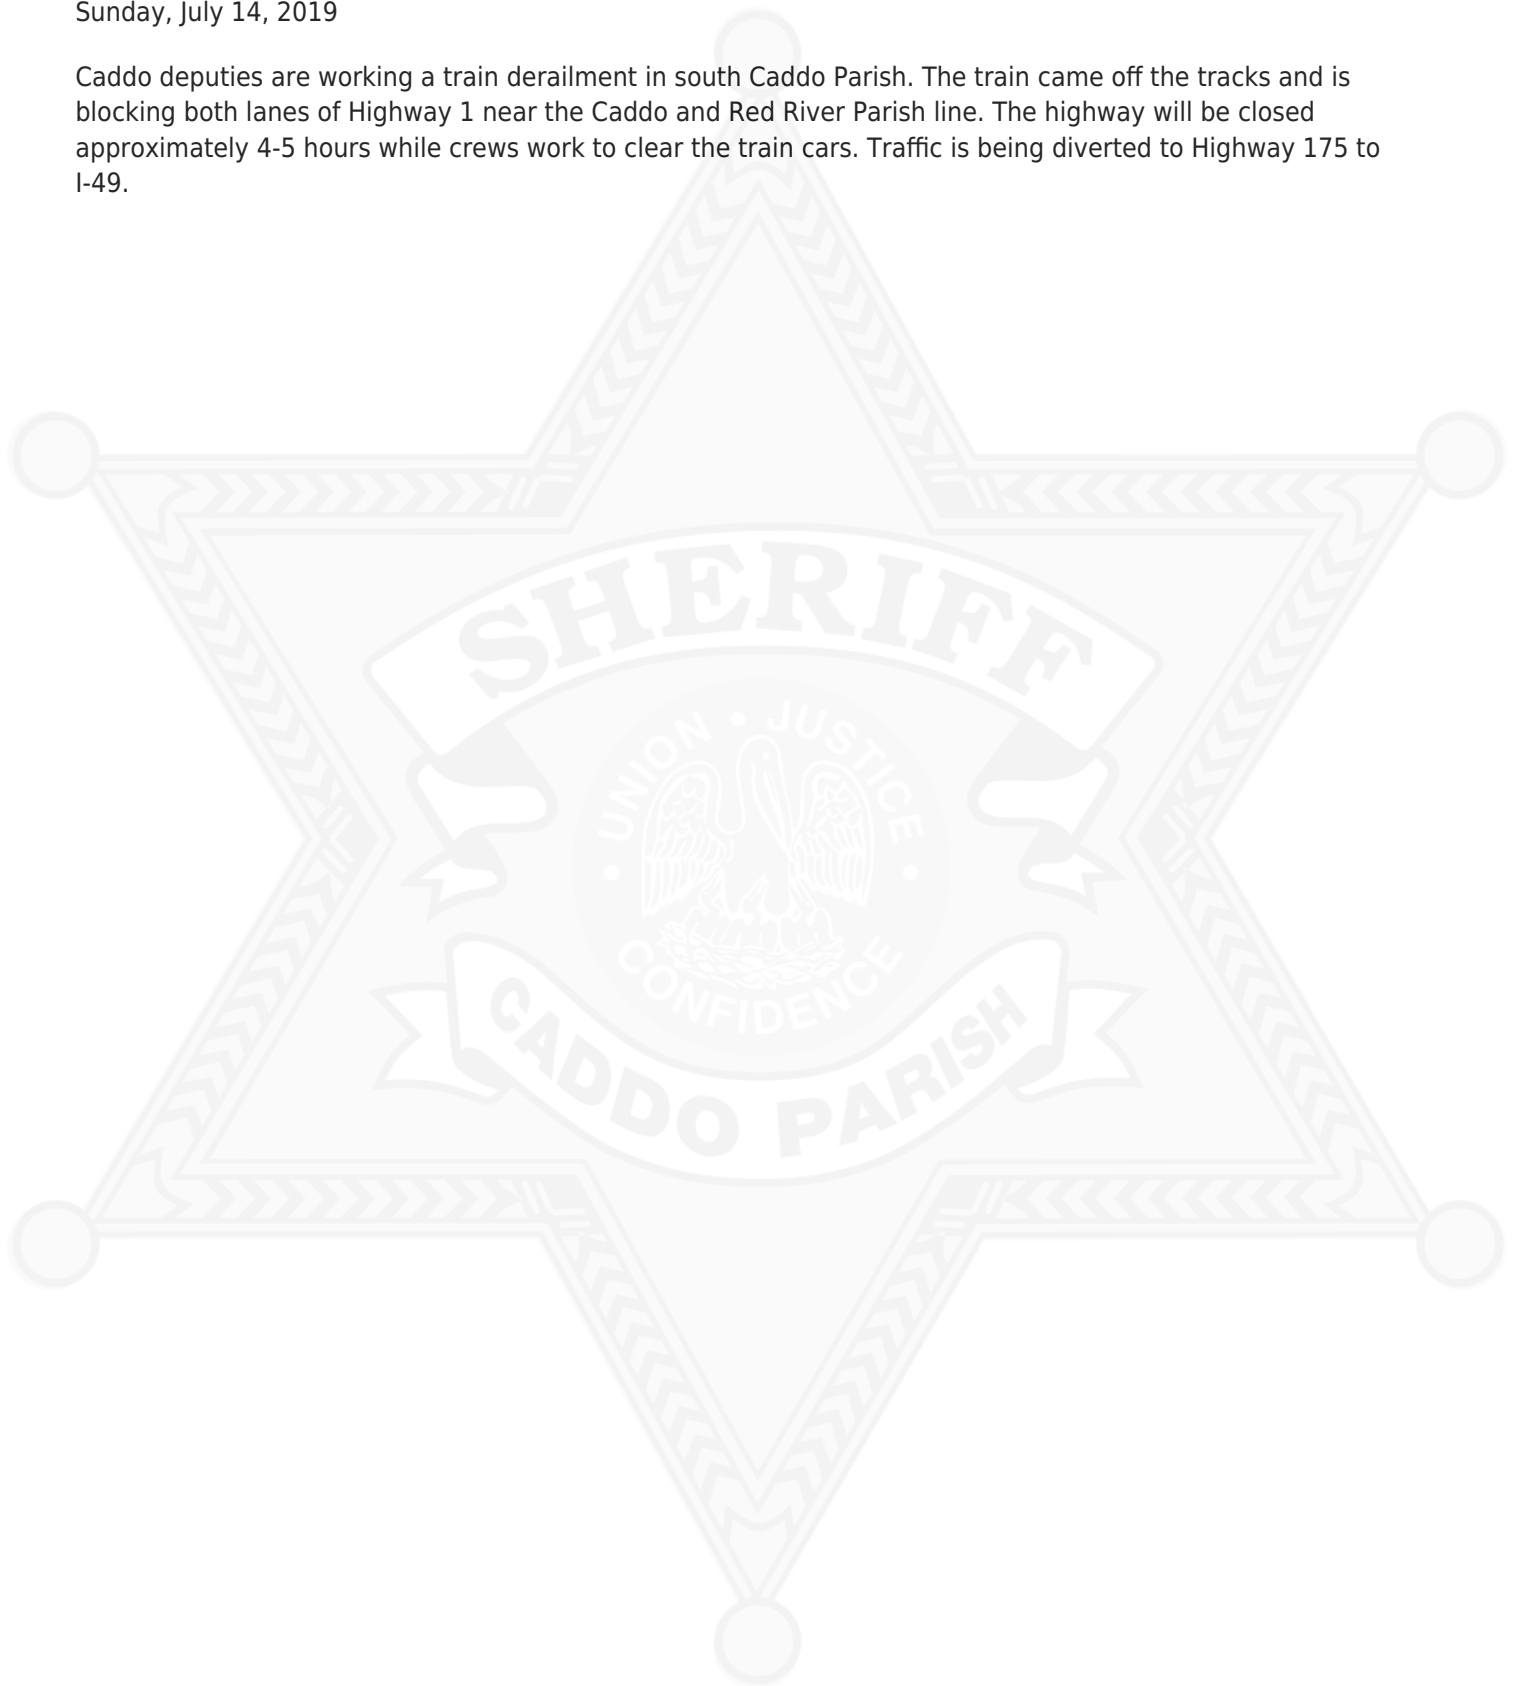 Sunday, July 14, 2019
Caddo deputies are working a train derailment in south Caddo Parish. The train came off the tracks and is
blocking both lanes of Highway 1 near the Caddo and Red River Parish line. The highway will be closed
approximately 4-5 hours while crews work to clear the train cars. Traffic is being diverted to Highway 175 to
I-49.
SHERIFF
UNION • JUSTICE
• CONFIDENCE •
CADDO PARISH